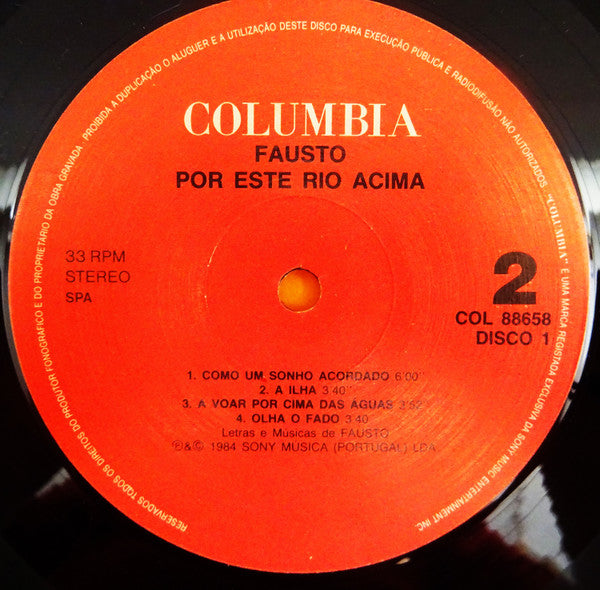 RESERVADOS TODOS OS DIREITOS DO PRODUTOR FONOGRÁFICO E DO PROPRIETÁRIO DA OBRA GRAVADA. PROIBIDA A DUPLICAÇÃO O ALUGUER E A UTILIZAÇÃO DESTE DISCO PARA EXECUÇÃO PÚBLICA E RADIODIFUSÃO NÃO AUTORIZADOS. "COLUMBIA" É UMA MARCA REGISTADA EXCLUSIVA DA SONY MUSIC ENTERTAINMENT INC.
COLUMBIA
FAUSTO
POR ESTE RIO ACIMA
33 RPM
STEREO
SPA
2
COL 88658
DISCO 1
1. COMO UM SONHO ACORDADO 6'00''
2. A ILHA 3'40''
3. A VOAR POR CIMA DAS ÁGUAS 3'52''
4. OLHA O FADO 3'40''
Letras e Músicas de FAUSTO
℗&© 1984 SONY MÚSICA (PORTUGAL) LDA.